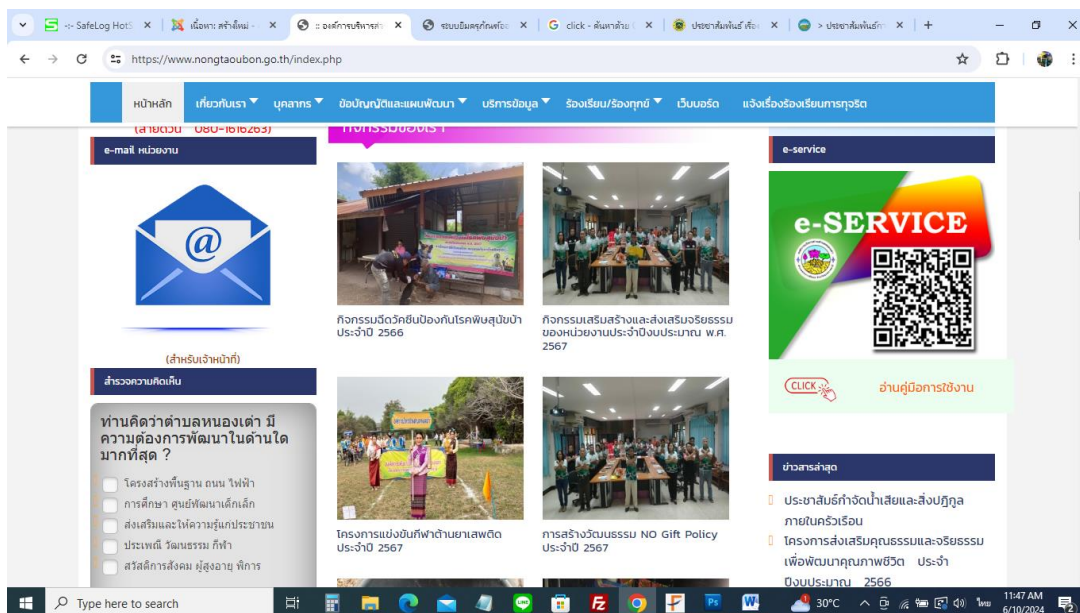 -:- SafeLog HotS
เนื้อหา: สร้างใหม่ -
:: องค์การบริหารส่ว
ระบบยืมครุภัณฑ์ขอ
click - ค้นหาด้วย
ประชาสัมพันธ์ เรื่อง
> ประชาสัมพันธ์กา
https://www.nongtaoubon.go.th/index.php
หน้าหลัก เกี่ยวกับเรา บุคลากร ข้อบัญญัติและแผนพัฒนา บริการข้อมูล ร้องเรียน/ร้องทุกข์ เว็บบอร์ด แจ้งเรื่องร้องเรียนการทุจริต
(สายด่วน 080-1616263)
e-mail หน่วยงาน
@
(สำหรับเจ้าหน้าที่)
สำรวจความคิดเห็น
ท่านคิดว่าตำบลหนองเต่า มี
ความต้องการพัฒนาในด้านใด
มากที่สุด ?
โครงสร้างพื้นฐาน ถนน ไฟฟ้า
การศึกษา ศูนย์พัฒนาเด็กเล็ก
ส่งเสริมและให้ความรู้แก่ประชาชน
ประเพณี วัฒนธรรม กีฬา
สวัสดิการสังคม ผู้สูงอายุ พิการ
กิจกรรมของเรา
กิจกรรมฉีดวัคซีนป้องกันโรคพิษสุนัขบ้า
ประจำปี 2566
กิจกรรมเสริมสร้างและส่งเสริมจริยธรรม
ของหน่วยงานประจำปีงบประมาณ พ.ศ.
2567
โครงการแข่งขันกีฬาต้านยาเสพติด
ประจำปี 2567
การสร้างวัฒนธรรม NO Gift Policy
ประจำปี 2567
e-service
e-SERVICE
CLICK
อ่านคู่มือการใช้งาน
ข่าวสารล่าสุด
ประชาสัมธ์กำจัดน้ำเสียและสิ่งปฎิกูล
ภายในครัวเรือน
โครงการส่งเสริมคุณธรรมและจริยธรรม
เพื่อพัฒนาคุณภาพชีวิต ประจำ
ปีงบประมาณ 2566
Type here to search
30°C
ไทย
11:47 AM
6/10/2024